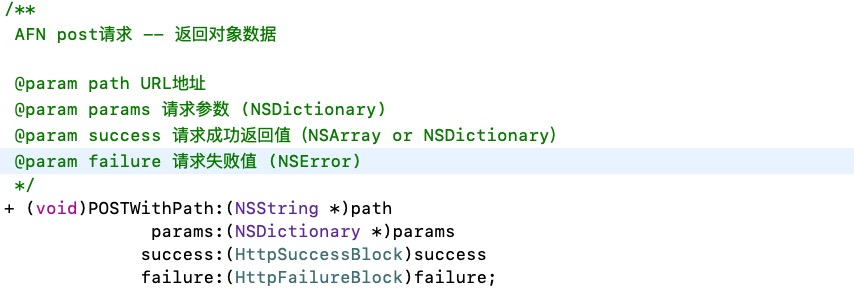 /**
 AFN post请求 -- 返回对象数据

 @param path URL地址
 @param params 请求参数 (NSDictionary)
 @param success 请求成功返回值（NSArray or NSDictionary）
 @param failure 请求失败值 (NSError)
 */
+ (void)POSTWithPath:(NSString *)path
              params:(NSDictionary *)params
             success:(HttpSuccessBlock)success
             failure:(HttpFailureBlock)failure;